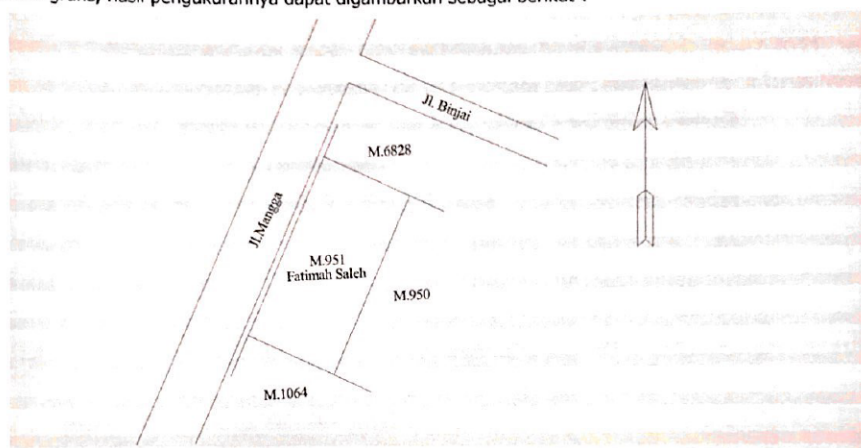 hasil pengukurannya dapat digambarkan sebagai berikut :
Jl. Binjai
M.6828
Jl.Mangga
M.951
Fatimah Saleh
M.950
M.1064